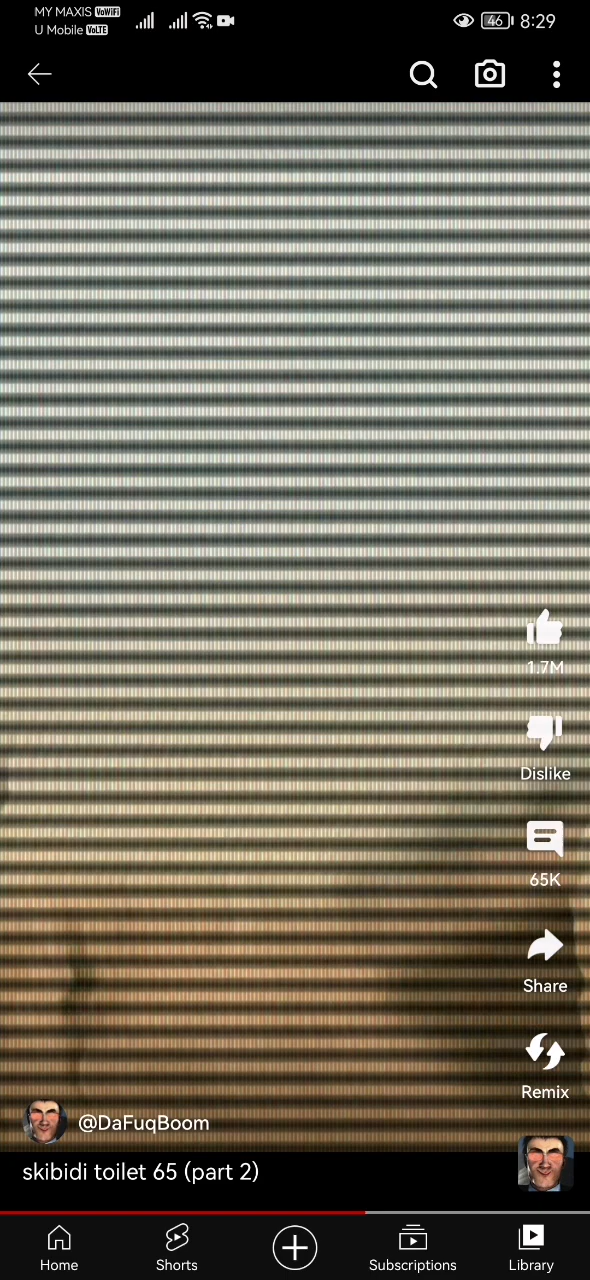 MY MAXIS VoWiFi
U Mobile VoLTE
46 8:29
1.7M
Dislike
65K
Share
Remix
@DaFuqBoom
skibidi toilet 65 (part 2)
Home
Shorts
Subscriptions
Library